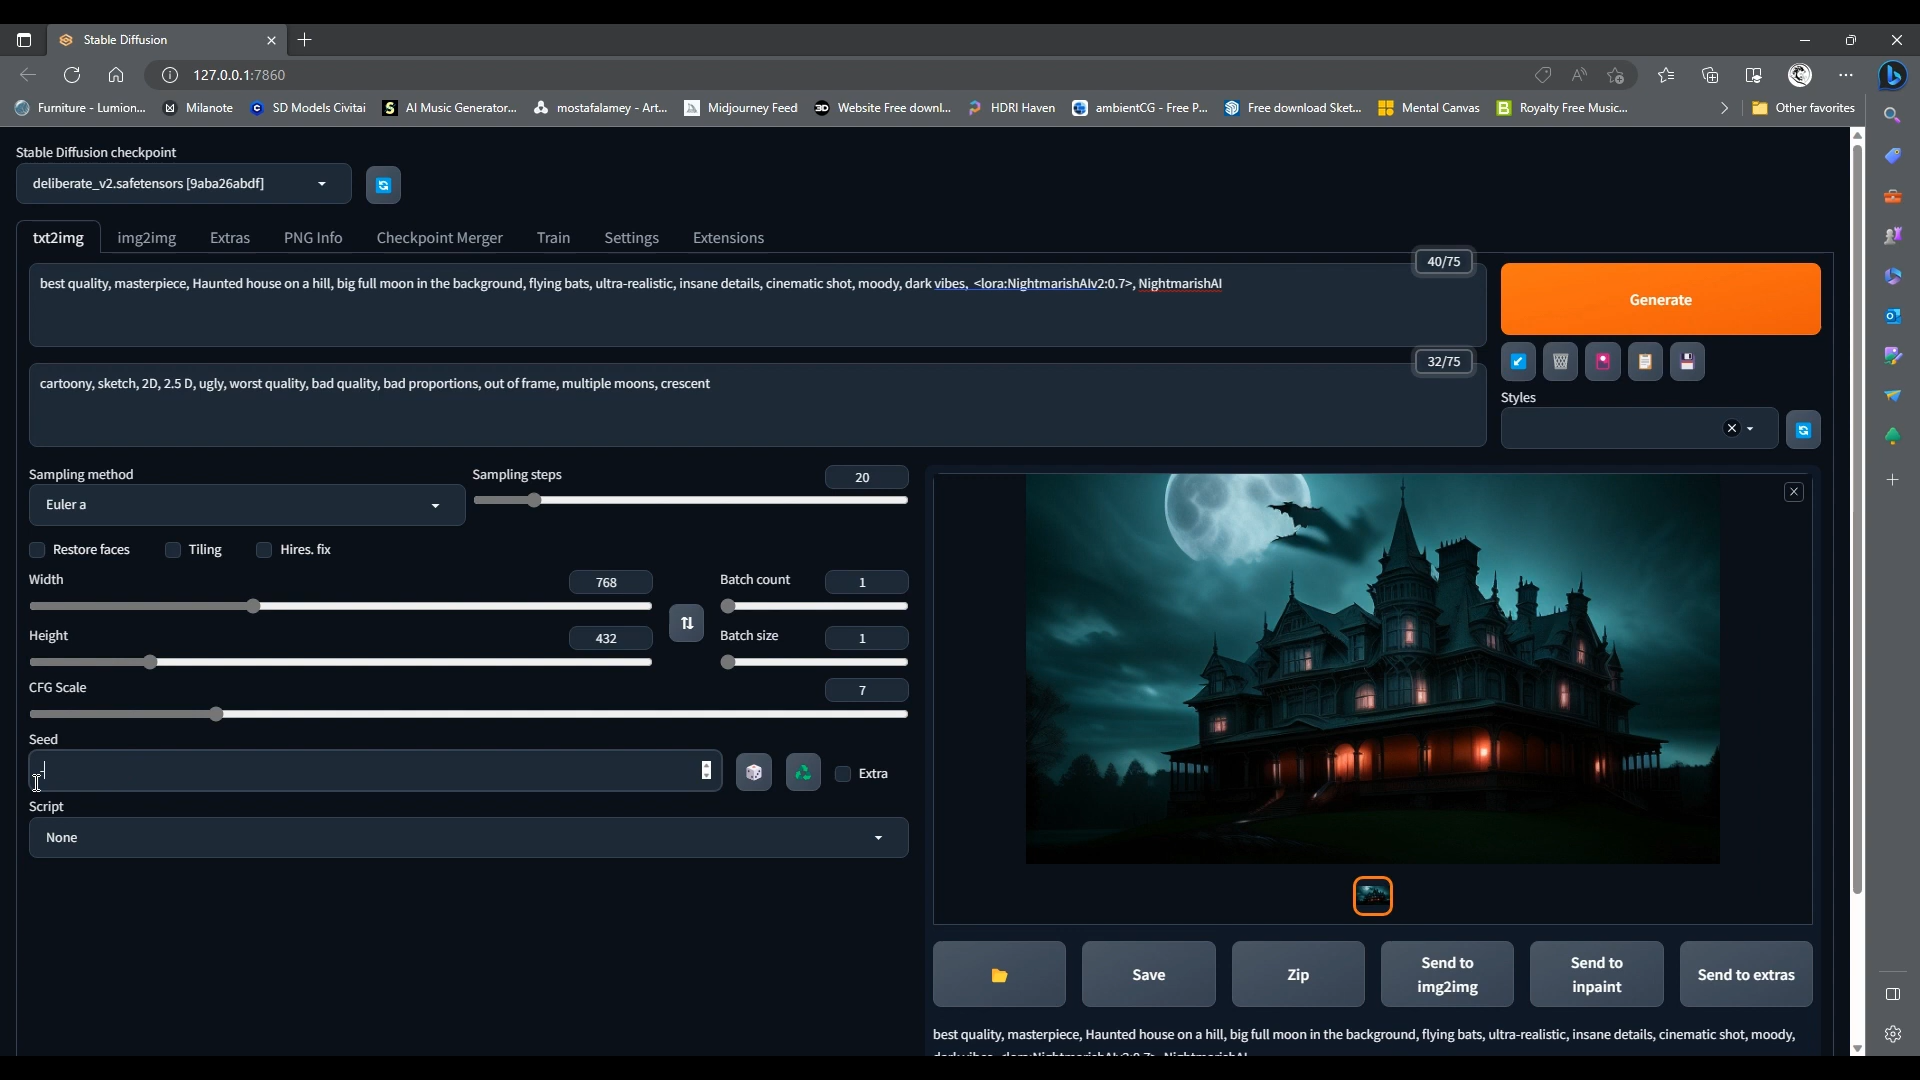 Stable Diffusion
127.0.0.1:7860
Furniture - Lumion...
Milanote
SD Models Civitai
AI Music Generator...
mostafalamey - Art...
Midjourney Feed
Website Free downl...
HDRI Haven
ambientCG - Free P...
Free download Sket...
Mental Canvas
Royalty Free Music...
Other favorites
Stable Diffusion checkpoint
deliberate_v2.safetensors [9aba26abdf]
txt2img
img2img
Extras
PNG Info
Checkpoint Merger
Train
Settings
Extensions
40/75
best quality, masterpiece, Haunted house on a hill, big full moon in the background, flying bats, ultra-realistic, insane details, cinematic shot, moody, dark vibes, <lora:NightmarishAIv2:0.7>, NightmarishAI
Generate
32/75
cartoony, sketch, 2D, 2.5 D, ugly, worst quality, bad quality, bad proportions, out of frame, multiple moons, crescent
Styles
Sampling method
Euler a
Sampling steps
20
Restore faces
Tiling
Hires. fix
Width
768
Batch count
1
Height
432
Batch size
1
CFG Scale
7
Seed
Extra
Script
None
Save
Zip
Send to
img2img
Send to
inpaint
Send to extras
best quality, masterpiece, Haunted house on a hill, big full moon in the background, flying bats, ultra-realistic, insane details, cinematic shot, moody,